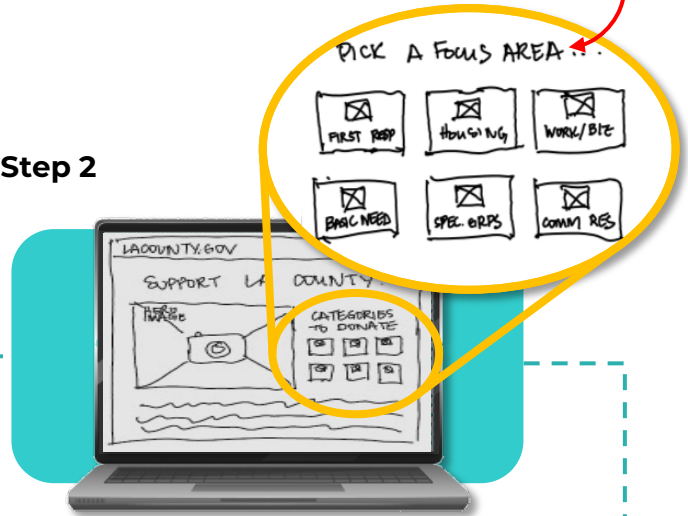 PICK A FOCUS AREA...
FIRST RESP
HOUSING
WORK/BIZ
BASIC NEED
SPEC. GRPS
COMM RES
Step 2
LACOUNTY.GOV
SUPPORT LA COUNTY!
HERO IMAGE
CATEGORIES
TO DONATE